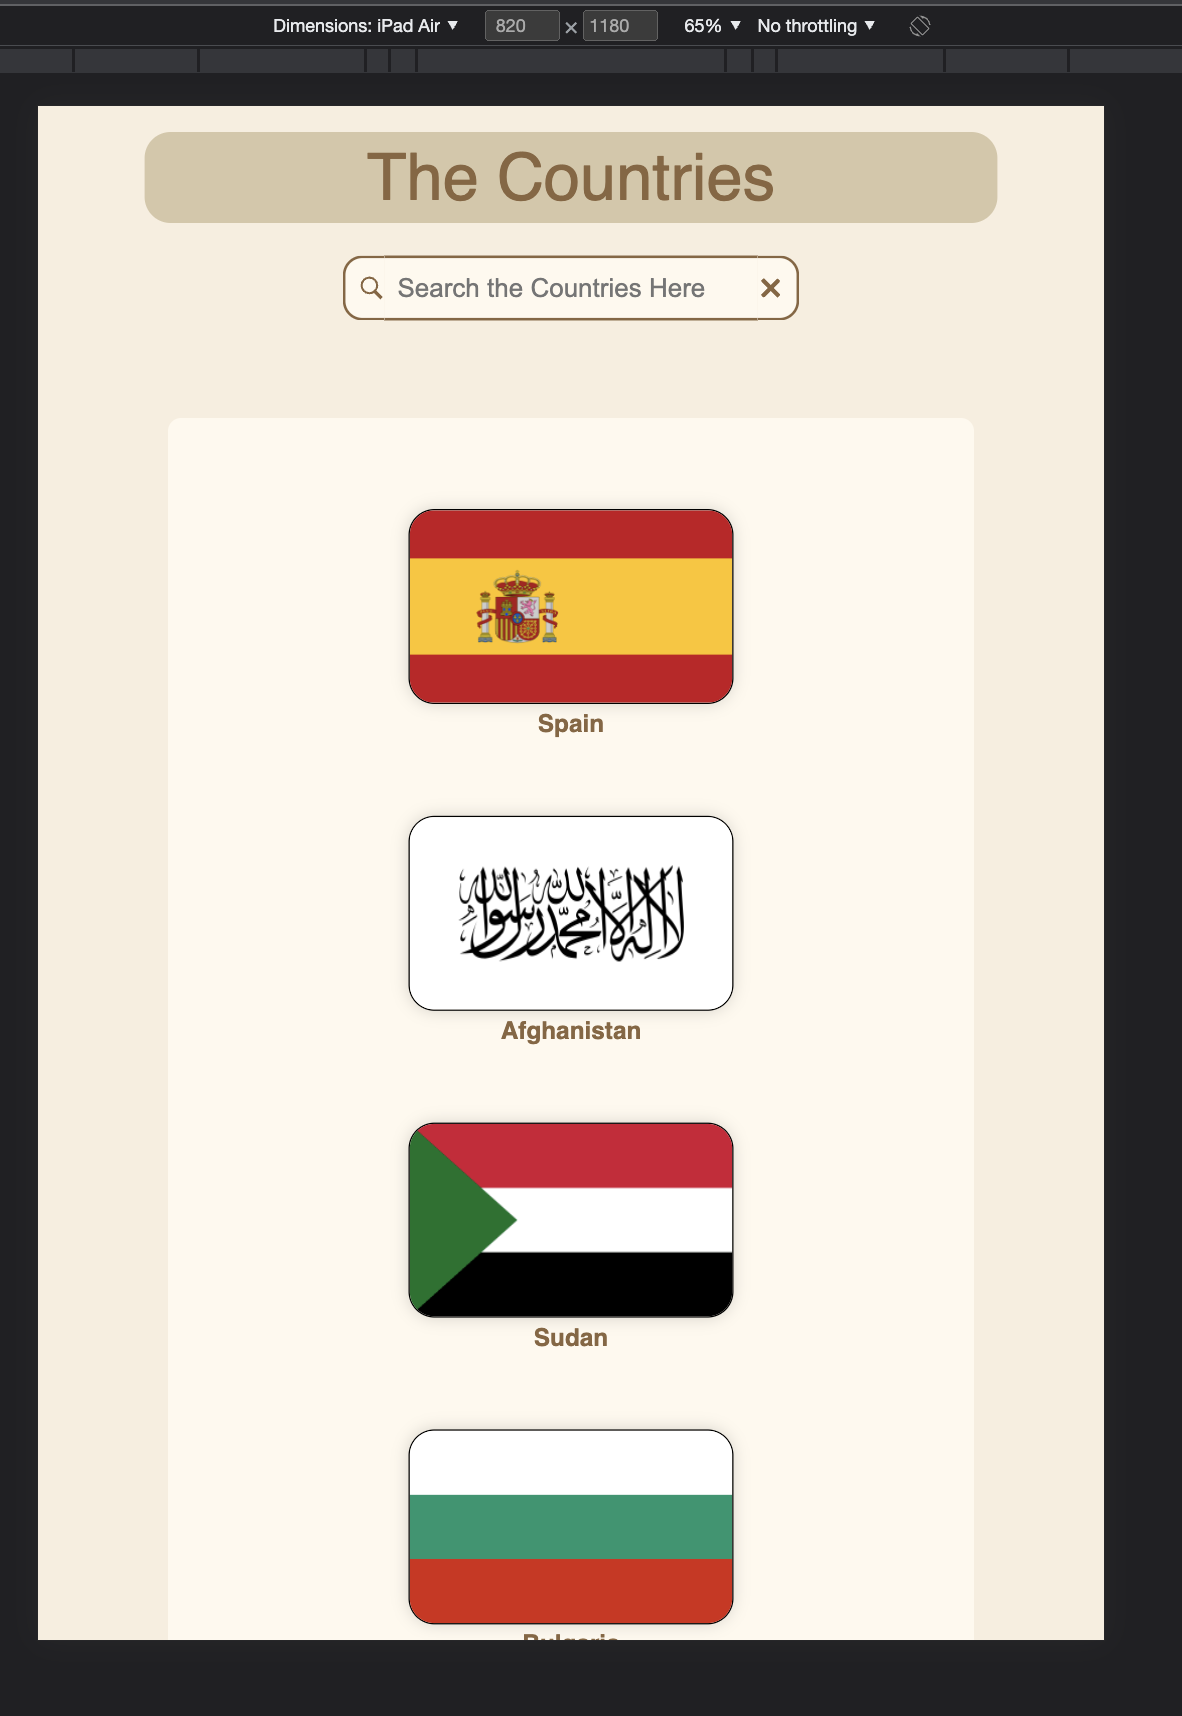 Dimensions: iPad Air ▼ 820 × 1180 65% ▼ No throttling ▼
The Countries
Search the Countries Here
Spain
لا إله إلا الله محمد رسول الله
Afghanistan
Sudan
Bulgaria